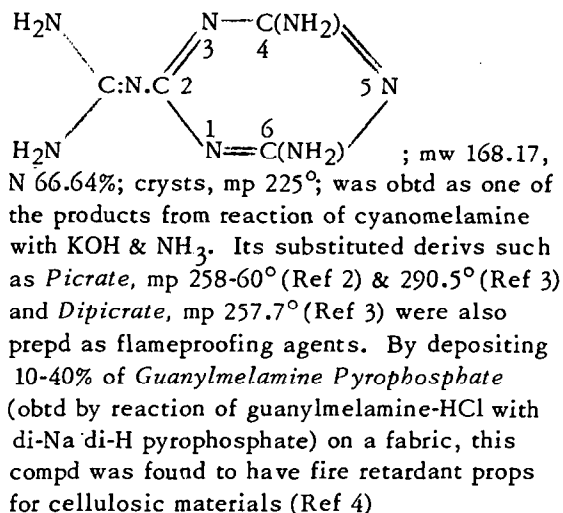 H₂N N—C(NH₂)
3 4
C:N.C 2 5 N
1 6
H₂N N=C(NH₂) ; mw 168.17,
N 66.64%; crysts, mp 225°; was obtd as one of
the products from reaction of cyanomelamine
with KOH & NH₃. Its substituted derivs such
as Picrate, mp 258-60° (Ref 2) & 290.5° (Ref 3)
and Dipicrate, mp 257.7° (Ref 3) were also
prepd as flameproofing agents. By depositing
10-40% of Guanylmelamine Pyrophosphate
(obtd by reaction of guanylmelamine-HCl with
di-Na di-H pyrophosphate) on a fabric, this
compd was found to have fire retardant props
for cellulosic materials (Ref 4)